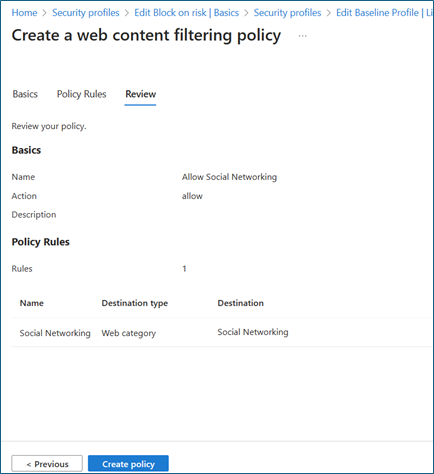 Home > Security profiles > Edit Block on risk | Basics > Security profiles > Edit Baseline Profile | Li
Create a web content filtering policy ...
Basics Policy Rules Review
Review your policy.
Basics
Name Allow Social Networking
Action allow
Description
Policy Rules
Rules 1
Name Destination type Destination
Social Networking Web category Social Networking
< Previous Create policy